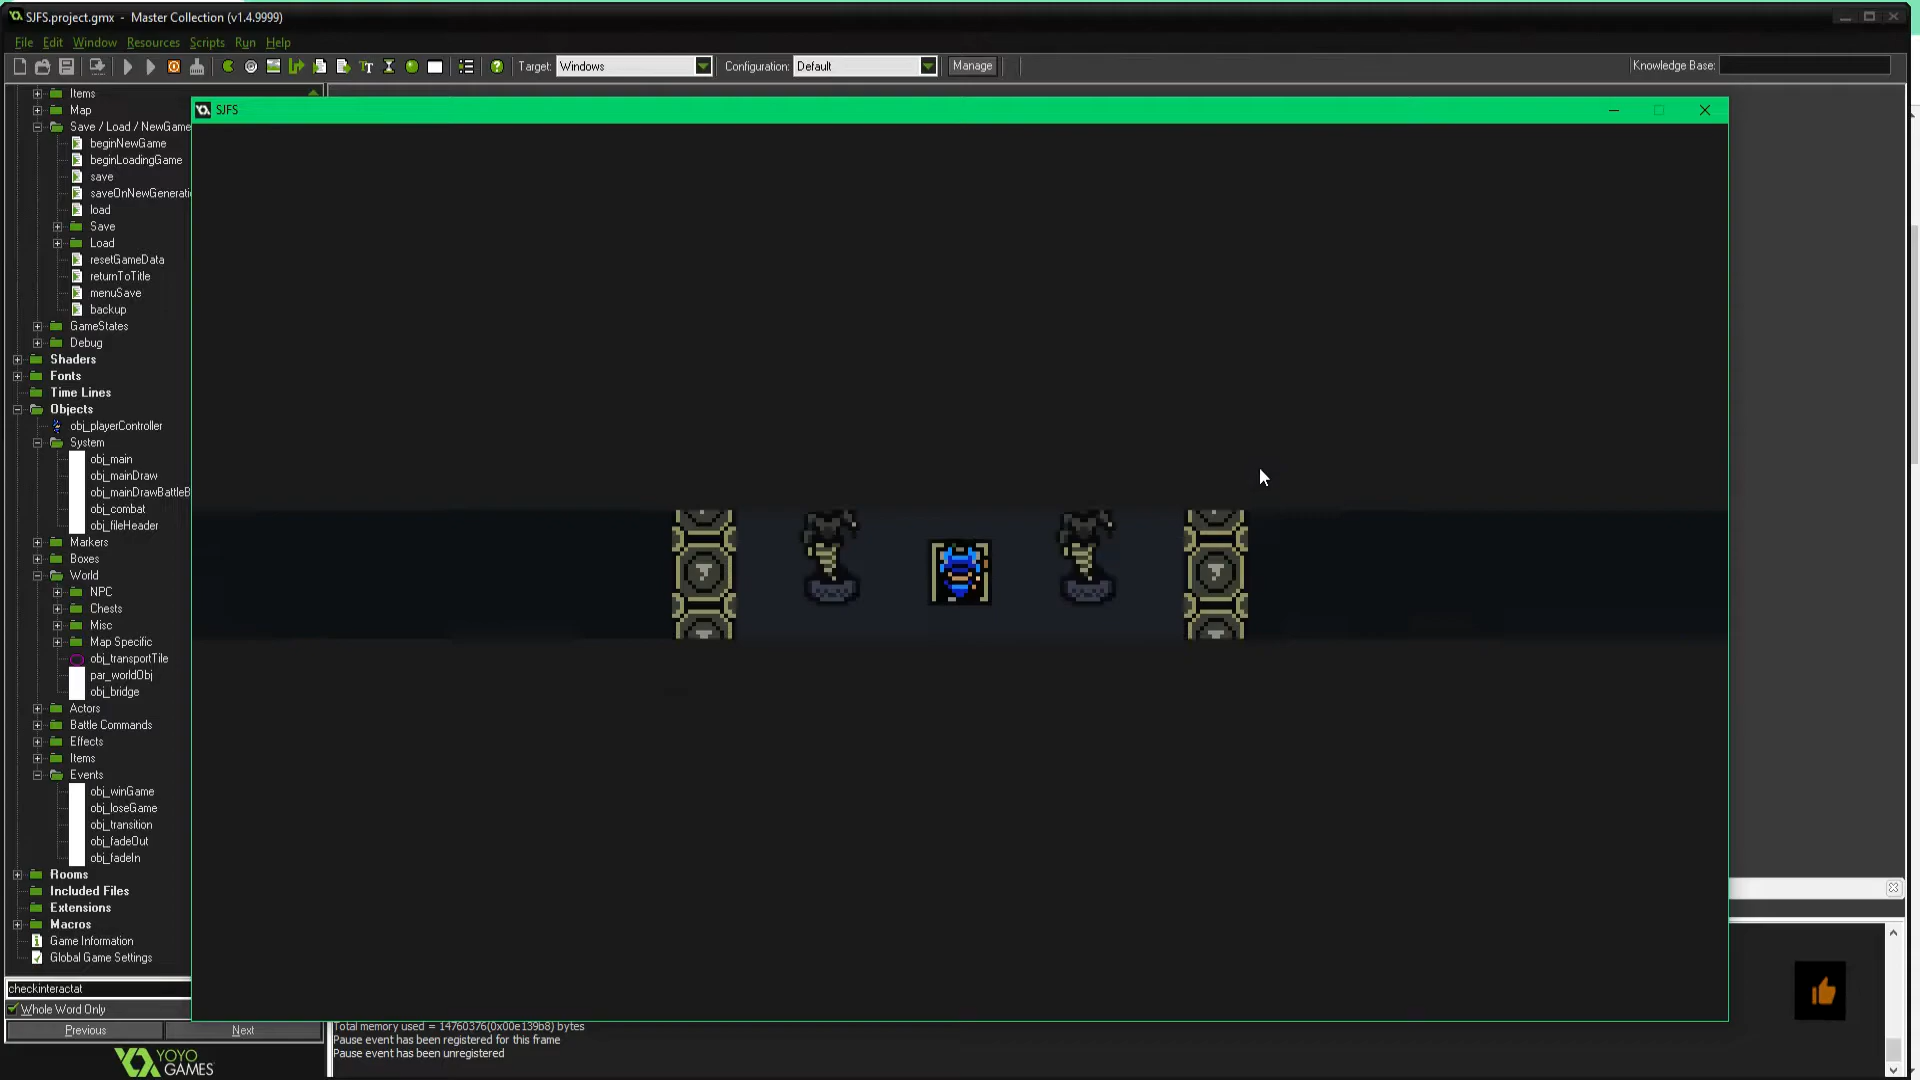 SJFS.project.gmx - Master Collection (v1.4.9999)
File Edit Window Resources Scripts Run Help
Target: Windows Configuration: Default Manage Knowledge Base:
Items
Map
Save / Load / NewGame
beginNewGame
beginLoadingGame
save
saveOnNewGenerati
load
Save
Load
resetGameData
returnToTitle
menuSave
backup
GameStates
Debug
Shaders
Fonts
Time Lines
Objects
obj_playerController
System
obj_main
obj_mainDraw
obj_mainDrawBattleB
obj_combat
obj_fileHeader
Markers
Boxes
World
NPC
Chests
Misc
Map Specific
obj_transportTile
par_worldObj
obj_bridge
Actors
Battle Commands
Effects
Items
Events
obj_winGame
obj_loseGame
obj_transition
obj_fadeOut
obj_fadeIn
Rooms
Included Files
Extensions
Macros
Game Information
Global Game Settings
checkinteractat
Whole Word Only
Previous Next
YOYO
GAMES
SJFS
Total memory used = 14760376(0x00e139b8) bytes
Pause event has been registered for this frame
Pause event has been unregistered